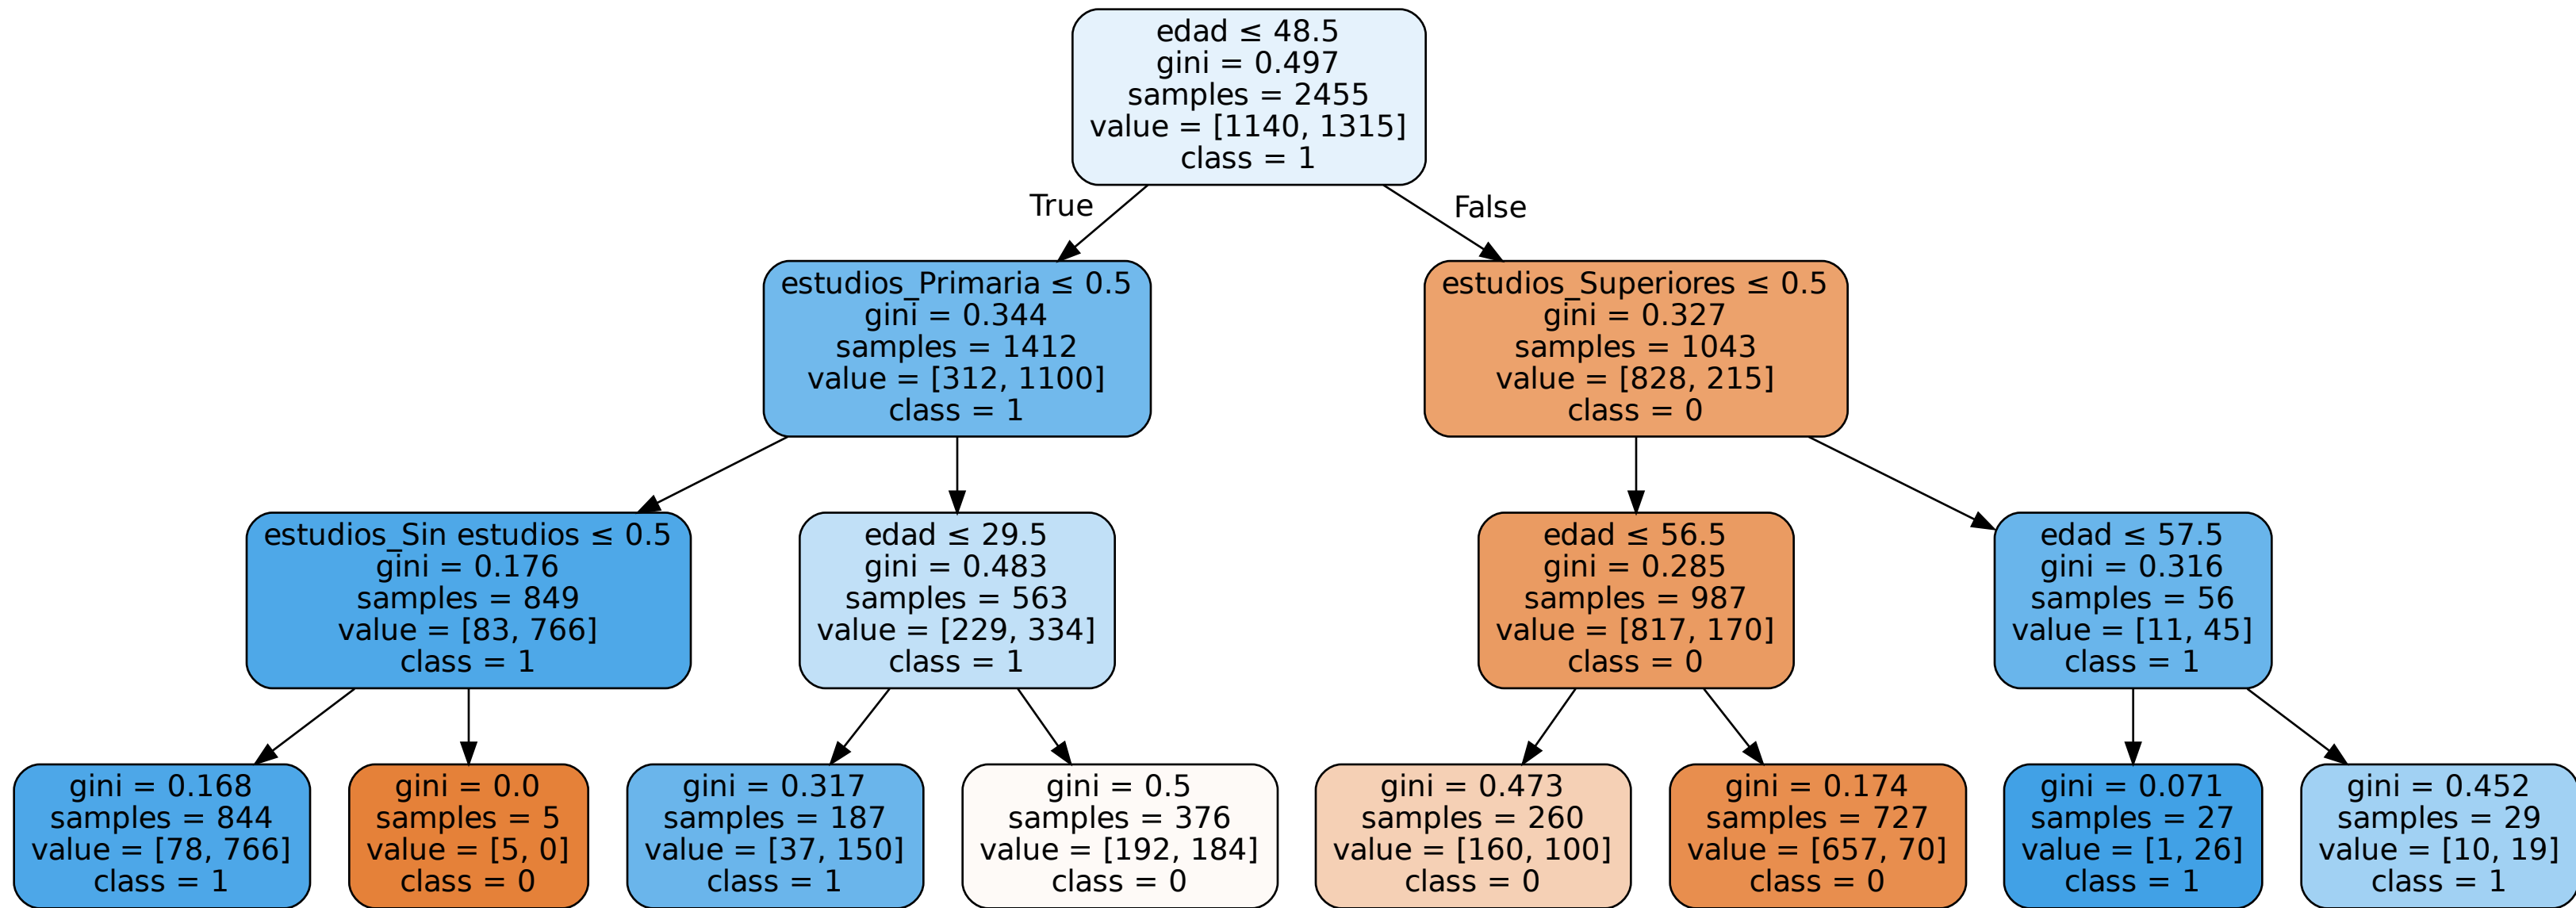 edad ≤ 48.5
gini = 0.497
samples = 2455
value = [1140, 1315]
class = 1
True
False
estudios_Primaria ≤ 0.5
gini = 0.344
samples = 1412
value = [312, 1100]
class = 1
estudios_Superiores ≤ 0.5
gini = 0.327
samples = 1043
value = [828, 215]
class = 0
estudios_Sin estudios ≤ 0.5
gini = 0.176
samples = 849
value = [83, 766]
class = 1
edad ≤ 29.5
gini = 0.483
samples = 563
value = [229, 334]
class = 1
edad ≤ 56.5
gini = 0.285
samples = 987
value = [817, 170]
class = 0
edad ≤ 57.5
gini = 0.316
samples = 56
value = [11, 45]
class = 1
gini = 0.168
samples = 844
value = [78, 766]
class = 1
gini = 0.0
samples = 5
value = [5, 0]
class = 0
gini = 0.317
samples = 187
value = [37, 150]
class = 1
gini = 0.5
samples = 376
value = [192, 184]
class = 0
gini = 0.473
samples = 260
value = [160, 100]
class = 0
gini = 0.174
samples = 727
value = [657, 70]
class = 0
gini = 0.071
samples = 27
value = [1, 26]
class = 1
gini = 0.452
samples = 29
value = [10, 19]
class = 1